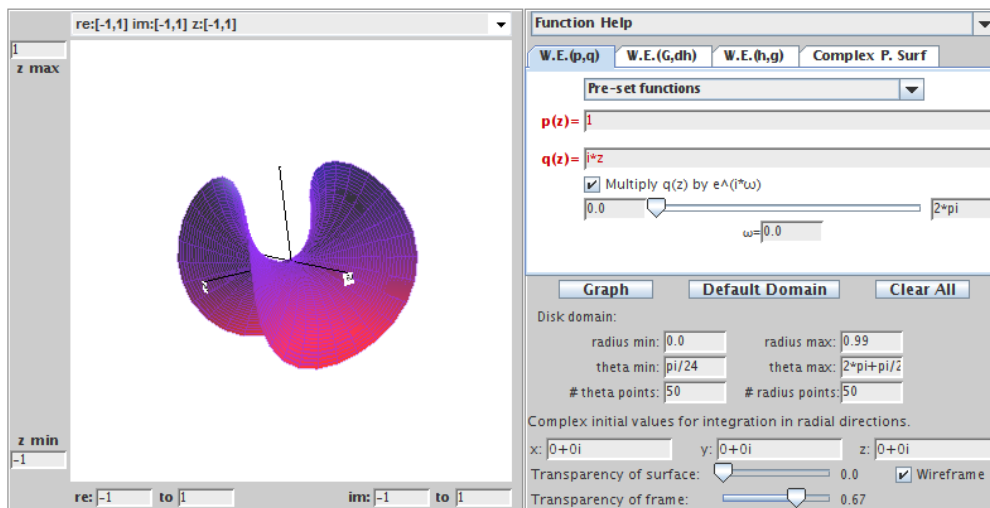 re:[-1,1] im:[-1,1] z:[-1,1]
1
z max
z min
-1
re: -1 to 1 im: -1 to 1
Function Help
W.E.(p,q) W.E.(G,dh) W.E.(h,g) Complex P. Surf
Pre-set functions
p(z)= 1
q(z)= i*z
Multiply q(z) by e^(i*ω)
0.0 2*pi
ω= 0.0
Graph Default Domain Clear All
Disk domain:
radius min: 0.0 radius max: 0.99
theta min: pi/24 theta max: 2*pi+pi/2
# theta points: 50 # radius points: 50
Complex initial values for integration in radial directions.
x: 0+0i y: 0+0i z: 0+0i
Transparency of surface: 0.0 Wireframe
Transparency of frame: 0.67